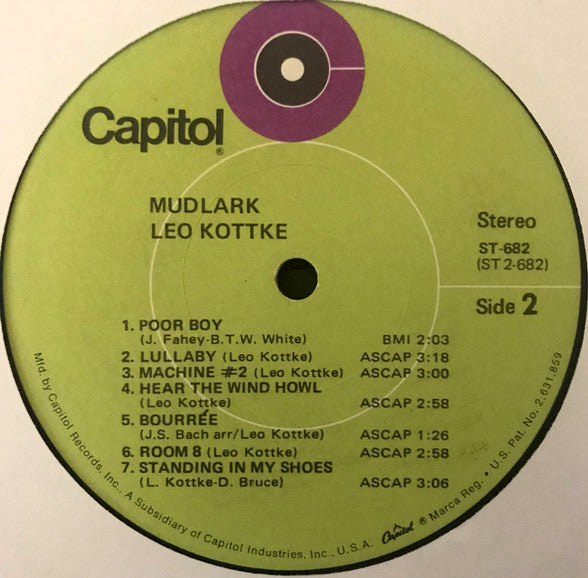 Capitol®
MUDLARK
LEO KOTTKE
Stereo
ST-682
(ST 2-682)
Side 2
1. POOR BOY
(J. Fahey-B.T.W. White) BMI 2:03
2. LULLABY (Leo Kottke) ASCAP 3:18
3. MACHINE #2 (Leo Kottke) ASCAP 3:00
4. HEAR THE WIND HOWL
(Leo Kottke) ASCAP 2:58
5. BOURRÉE
(J.S. Bach arr/Leo Kottke) ASCAP 1:26
6. ROOM 8 (Leo Kottke) ASCAP 2:58
7. STANDING IN MY SHOES
(L. Kottke-D. Bruce) ASCAP 3:06
Mfd. by Capitol Records, Inc., A Subsidiary of Capitol Industries, Inc., U.S.A. Capitol ® Marca Reg. • U.S. Pat. No. 2,631,859